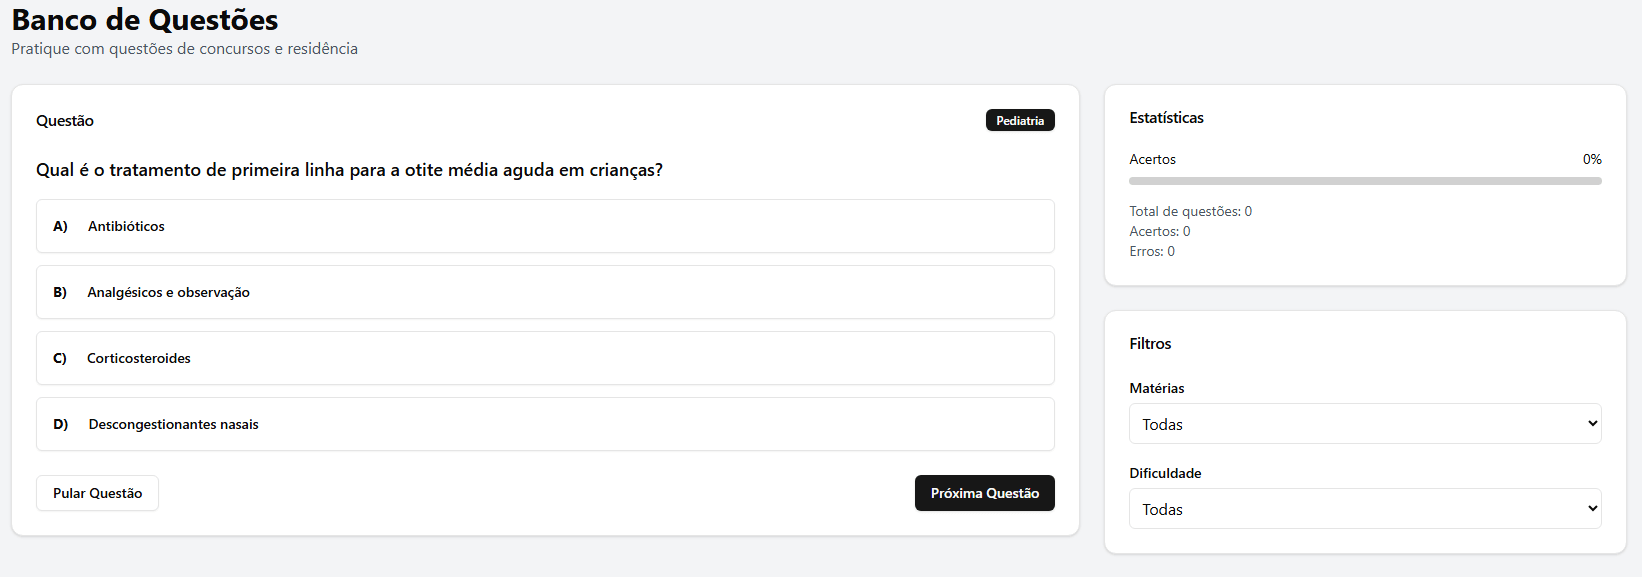 Banco de Questões
Pratique com questões de concursos e residência
Questão
Pediatria
Qual é o tratamento de primeira linha para a otite média aguda em crianças?
A) Antibióticos
B) Analgésicos e observação
C) Corticosteroides
D) Descongestionantes nasais
Pular Questão
Próxima Questão
Estatísticas
Acertos 0%
Total de questões: 0
Acertos: 0
Erros: 0
Filtros
Matérias
Todas
Dificuldade
Todas